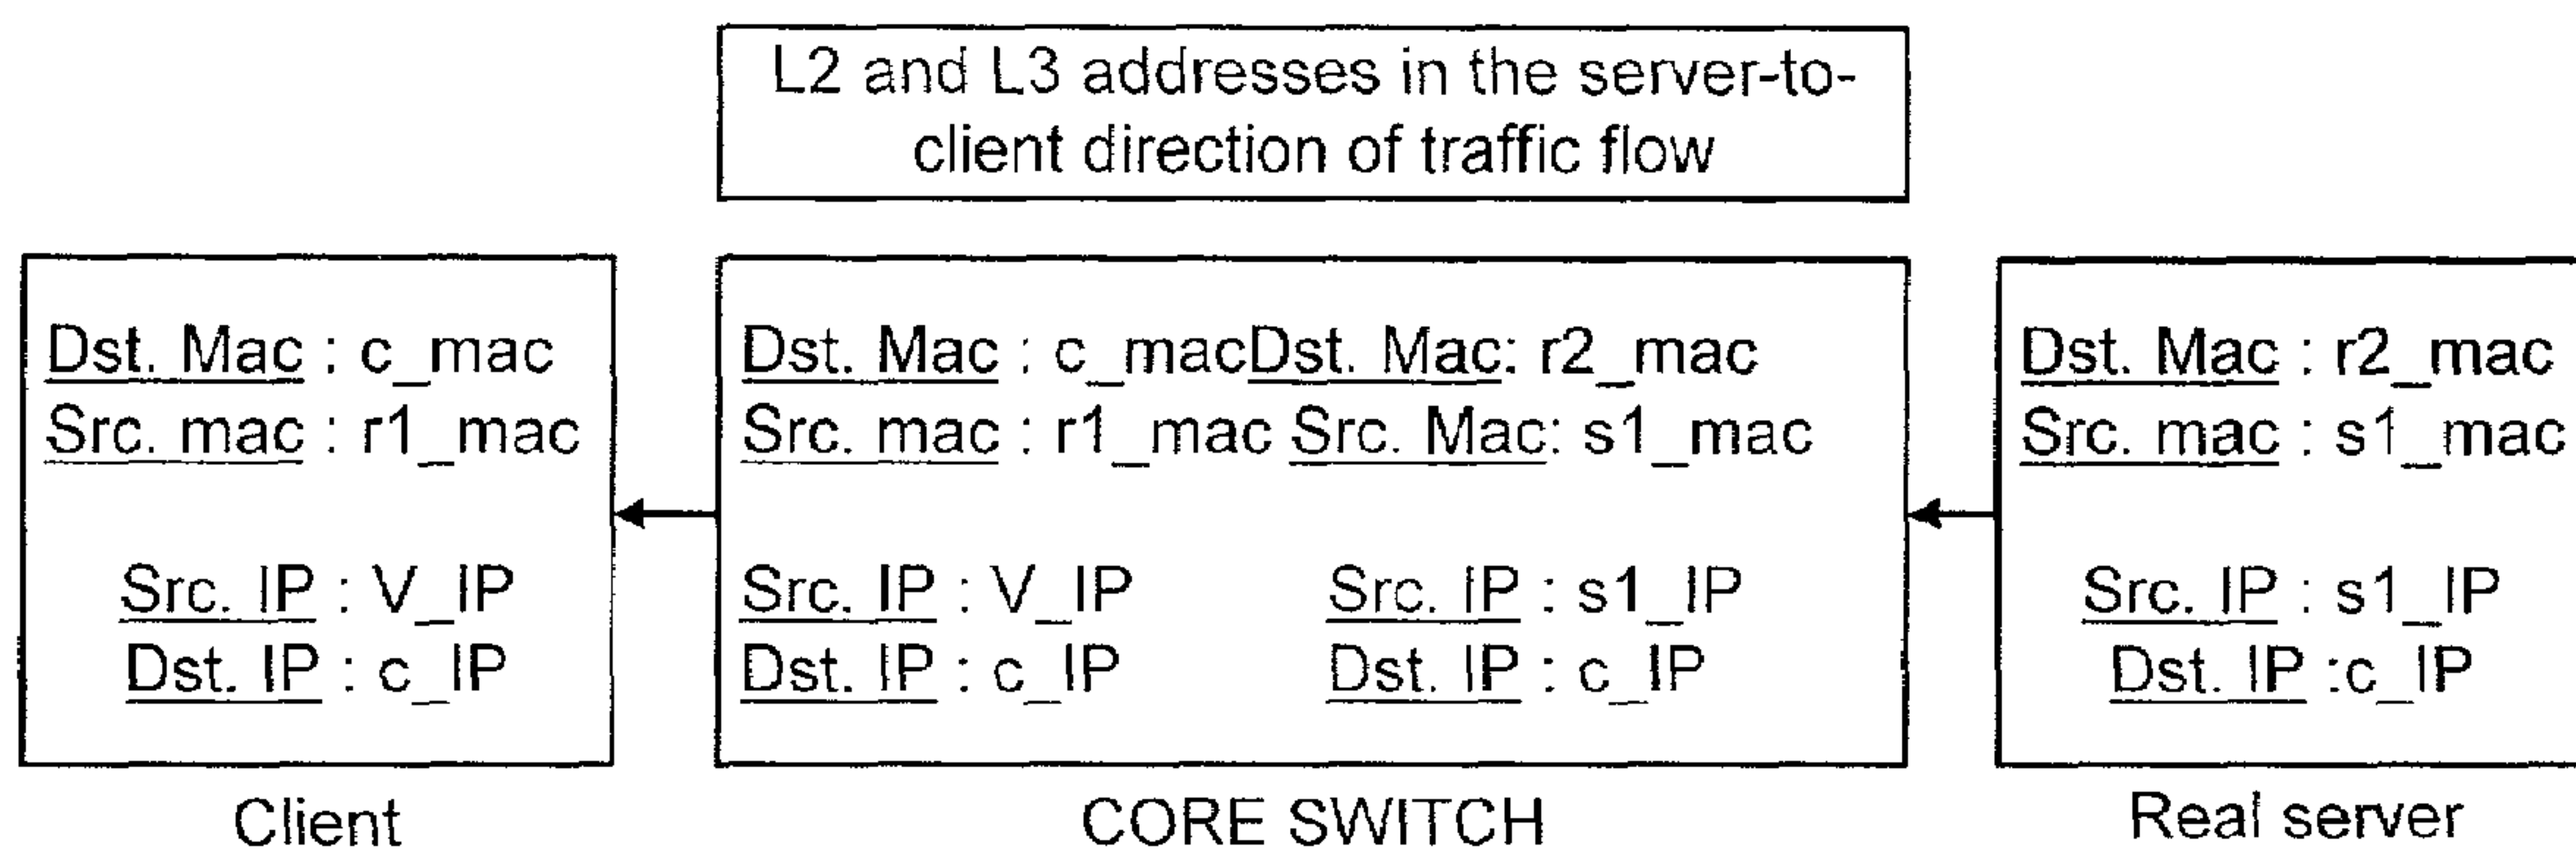 L2 and L3 addresses in the server-to-
client direction of traffic flow
Dst. Mac : c_mac
Src. mac : r1_mac
Src. IP : V_IP
Dst. IP : c_IP
Client
Dst. Mac : c_macDst. Mac: r2_mac
Src. mac : r1_mac Src. Mac: s1_mac
Src. IP : V_IP Src. IP : s1_IP
Dst. IP : c_IP Dst. IP : c_IP
CORE SWITCH
Dst. Mac : r2_mac
Src. mac : s1_mac
Src. IP : s1_IP
Dst. IP :c_IP
Real server